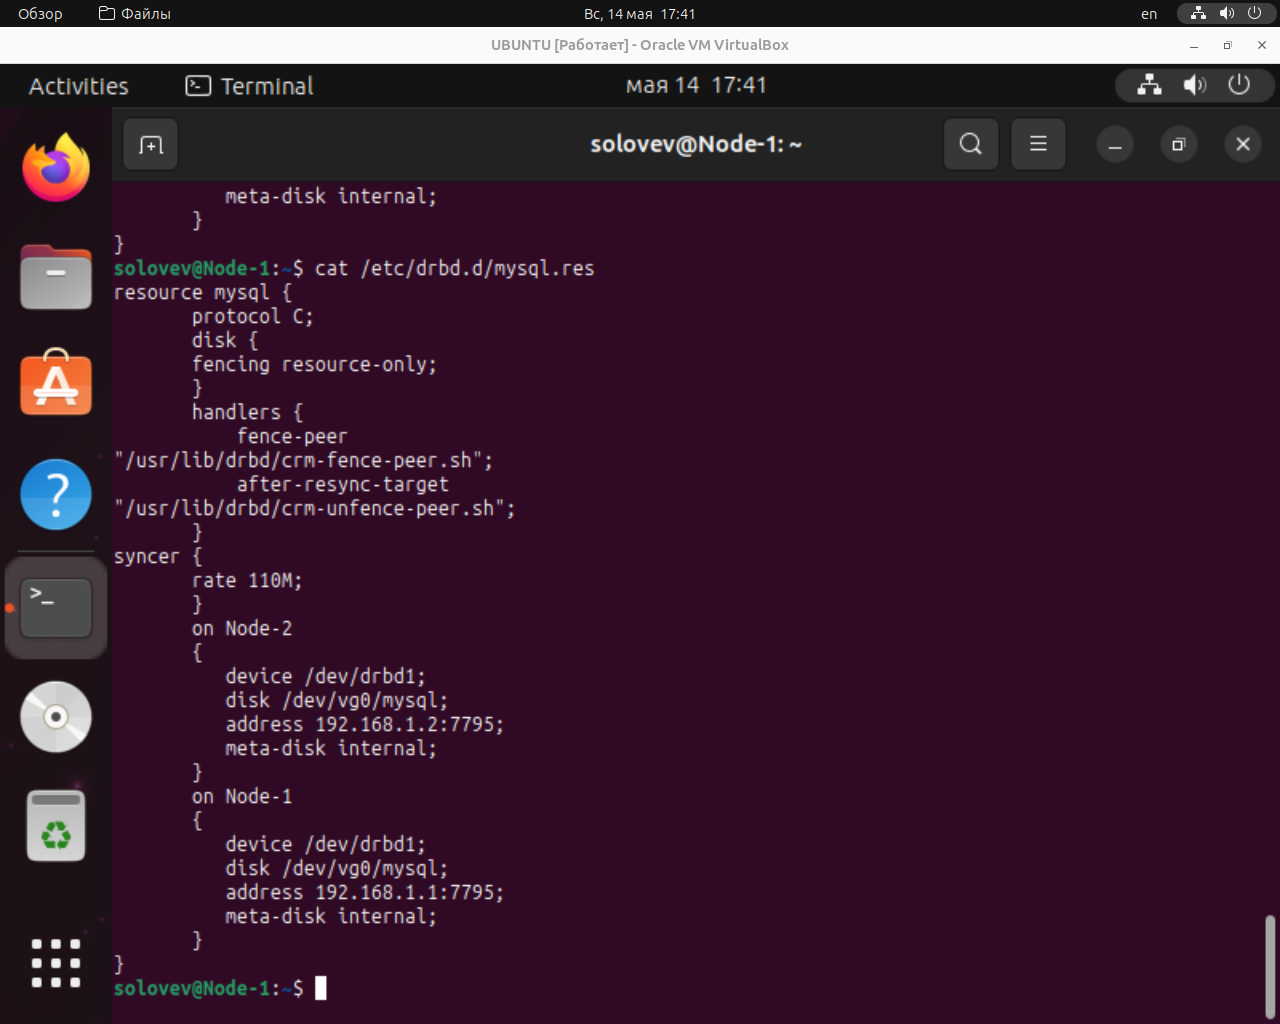 Обзор Файлы Вс, 14 мая 17:41 en
UBUNTU [Работает] - Oracle VM VirtualBox
Activities Terminal мая 14 17:41
solovev@Node-1: ~
meta-disk internal;
}
}
solovev@Node-1:~$ cat /etc/drbd.d/mysql.res
resource mysql {
protocol C;
disk {
fencing resource-only;
}
handlers {
fence-peer
"/usr/lib/drbd/crm-fence-peer.sh";
after-resync-target
"/usr/lib/drbd/crm-unfence-peer.sh";
}
syncer {
rate 110M;
}
on Node-2
{
device /dev/drbd1;
disk /dev/vg0/mysql;
address 192.168.1.2:7795;
meta-disk internal;
}
on Node-1
{
device /dev/drbd1;
disk /dev/vg0/mysql;
address 192.168.1.1:7795;
meta-disk internal;
}
}
solovev@Node-1:~$